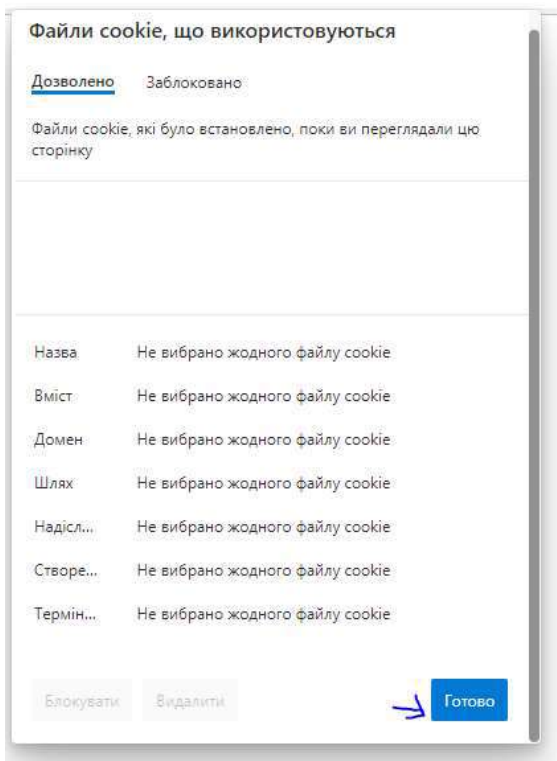 Файли cookie, що використовуються
Дозволено Заблоковано
Файли cookie, які було встановлено, поки ви переглядали цю
сторінку
Назва Не вибрано жодного файлу cookie
Вміст Не вибрано жодного файлу cookie
Домен Не вибрано жодного файлу cookie
Шлях Не вибрано жодного файлу cookie
Надісл... Не вибрано жодного файлу cookie
Створе... Не вибрано жодного файлу cookie
Термін... Не вибрано жодного файлу cookie
Блокувати Видалити Готово